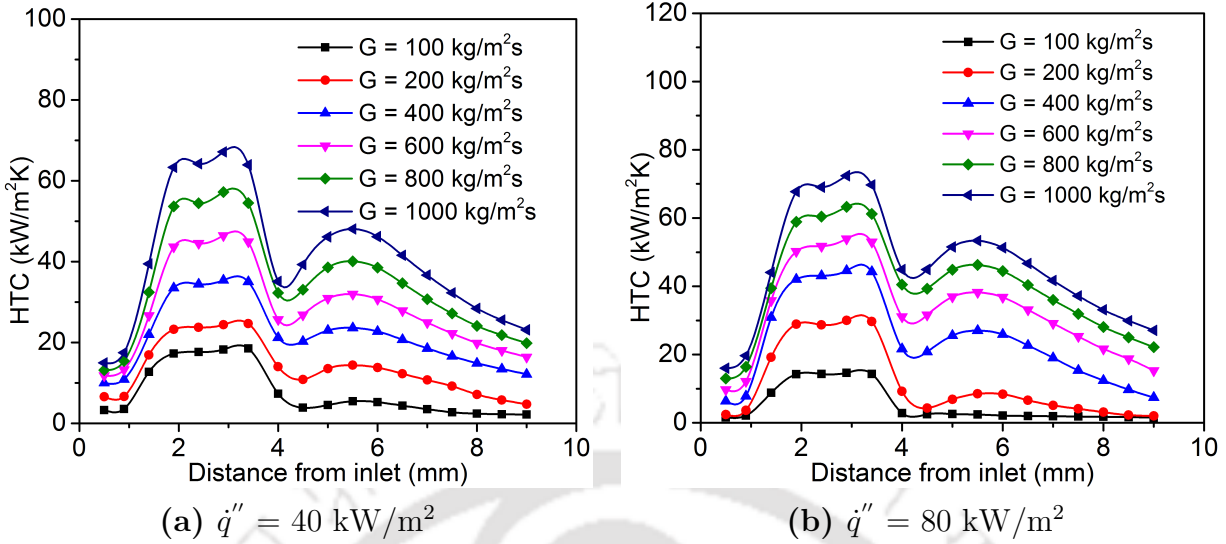 100
80
60
40
20
0
0
2
4
6
8
10
HTC (kW/m²K)
Distance from inlet (mm)
G = 100 kg/m²s
G = 200 kg/m²s
G = 400 kg/m²s
G = 600 kg/m²s
G = 800 kg/m²s
G = 1000 kg/m²s
(a) q̇″ = 40 kW/m²
120
100
80
60
40
20
0
0
2
4
6
8
10
HTC (kW/m²K)
Distance from inlet (mm)
G = 100 kg/m²s
G = 200 kg/m²s
G = 400 kg/m²s
G = 600 kg/m²s
G = 800 kg/m²s
G = 1000 kg/m²s
(b) q̇″ = 80 kW/m²